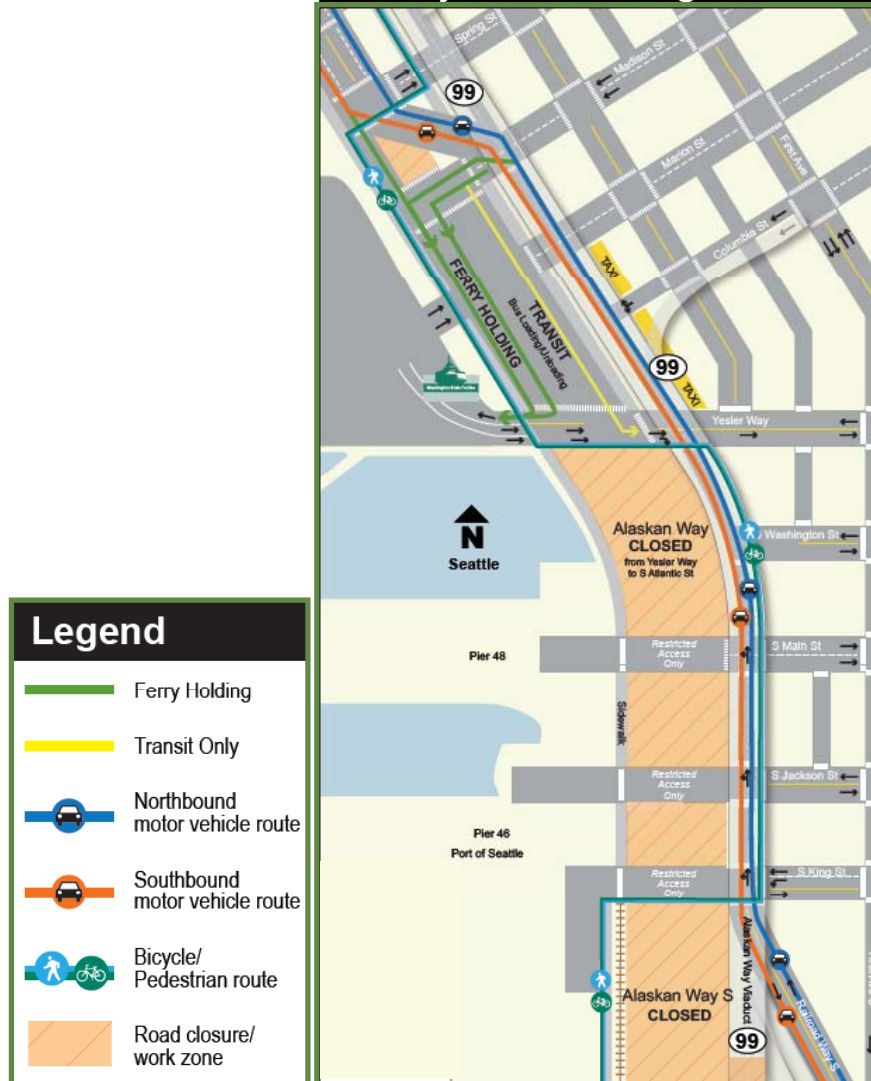 Spring St
Madison St
99
Marion St
First Ave
Columbia St
TAXI
FERRY HOLDING
TRANSIT
Bus Loading/Unloading
99
TAXI
Yesler Way
N
Seattle
Alaskan Way
CLOSED
from Yesler Way
to S Atlantic St
Washington St
Pier 48
Restricted
Access
Only
S Main St
Sidewalk
Restricted
Access
Only
S Jackson St
Pier 46
Port of Seattle
Restricted
Access
Only
S King St
Alaskan Way S
CLOSED
Alaskan Way Viaduct
99
Railroad Way S
Legend
Ferry Holding
Transit Only
Northbound
motor vehicle route
Southbound
motor vehicle route
Bicycle/
Pedestrian route
Road closure/
work zone